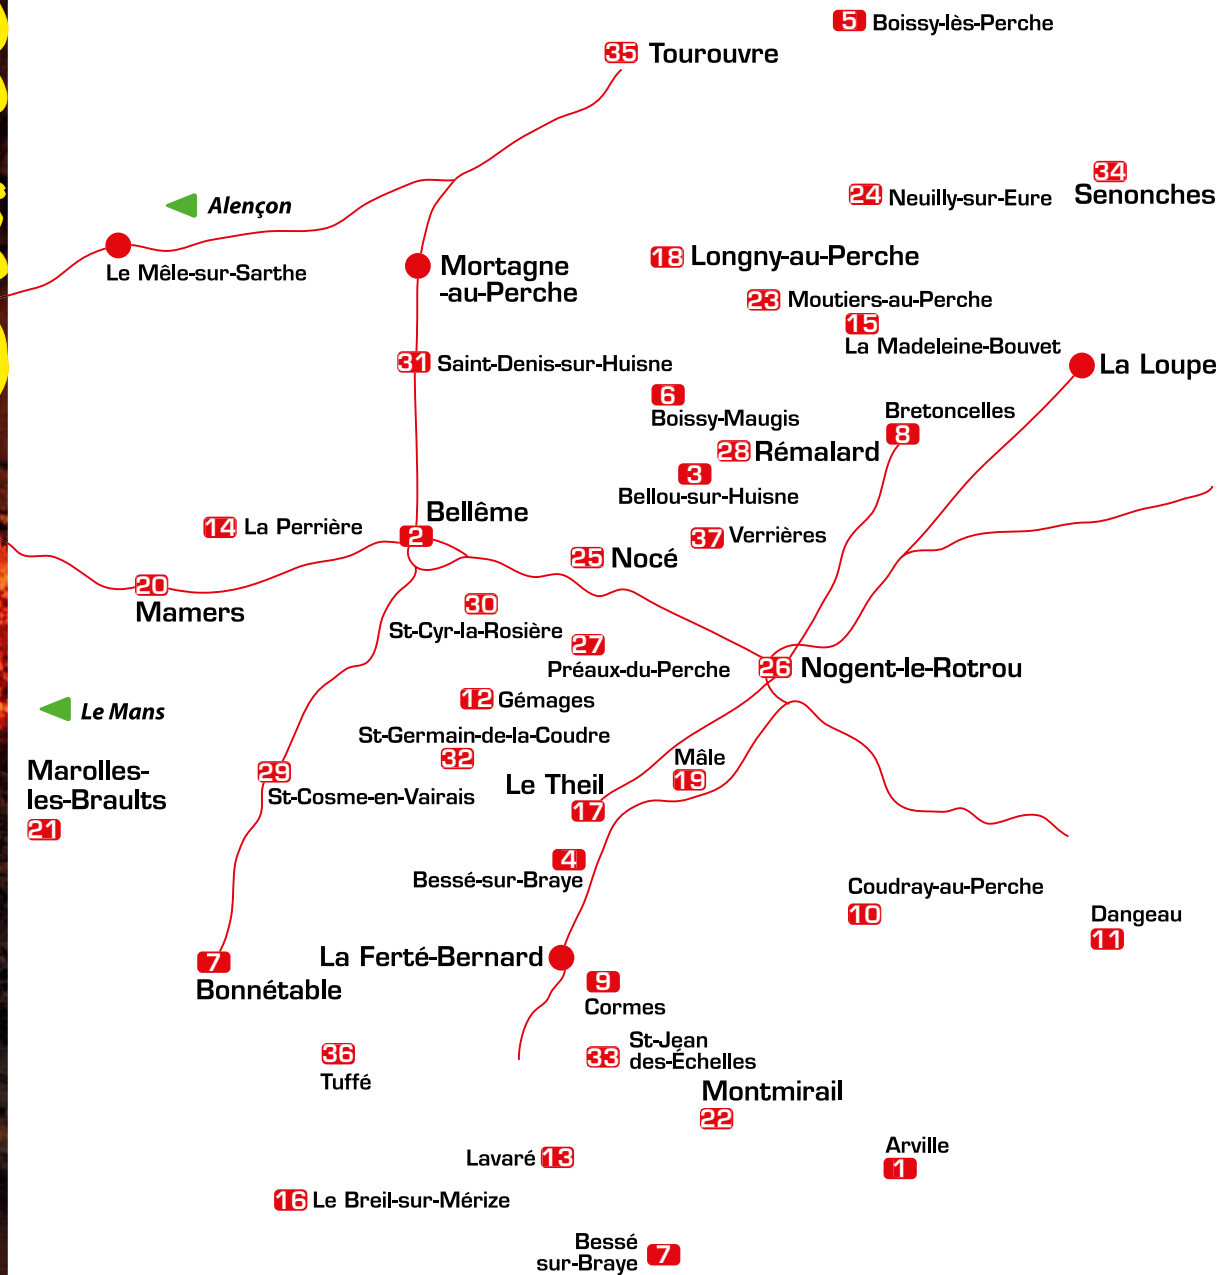 5 Boissy-lès-Perche
35 Tourouvre
34
Senonches
24 Neuilly-sur-Eure
Alençon
Le Mêle-sur-Sarthe
Mortagne
-au-Perche
18 Longny-au-Perche
23 Moutiers-au-Perche
15
La Madeleine-Bouvet
La Loupe
31 Saint-Denis-sur-Huisne
6
Boissy-Maugis
Bretoncelles
8
28 Rémalard
3
Bellou-sur-Huisne
Bellême
2
14 La Perrière
37 Verrières
25 Nocé
20
Mamers
30
St-Cyr-la-Rosière
27
Préaux-du-Perche
26 Nogent-le-Rotrou
12 Gémages
Le Mans
St-Germain-de-la-Coudre
32
Mâle
19
Marolles-
les-Braults
21
29
St-Cosme-en-Vairais
Le Theil
17
4
Bessé-sur-Braye
Coudray-au-Perche
10
Dangeau
11
La Ferté-Bernard
7
Bonnétable
9
Cormes
36
Tuffé
33 St-Jean
des-Échelles
Montmirail
22
Arville
1
Lavaré 13
16 Le Breil-sur-Mérize
Bessé
sur-Braye 7